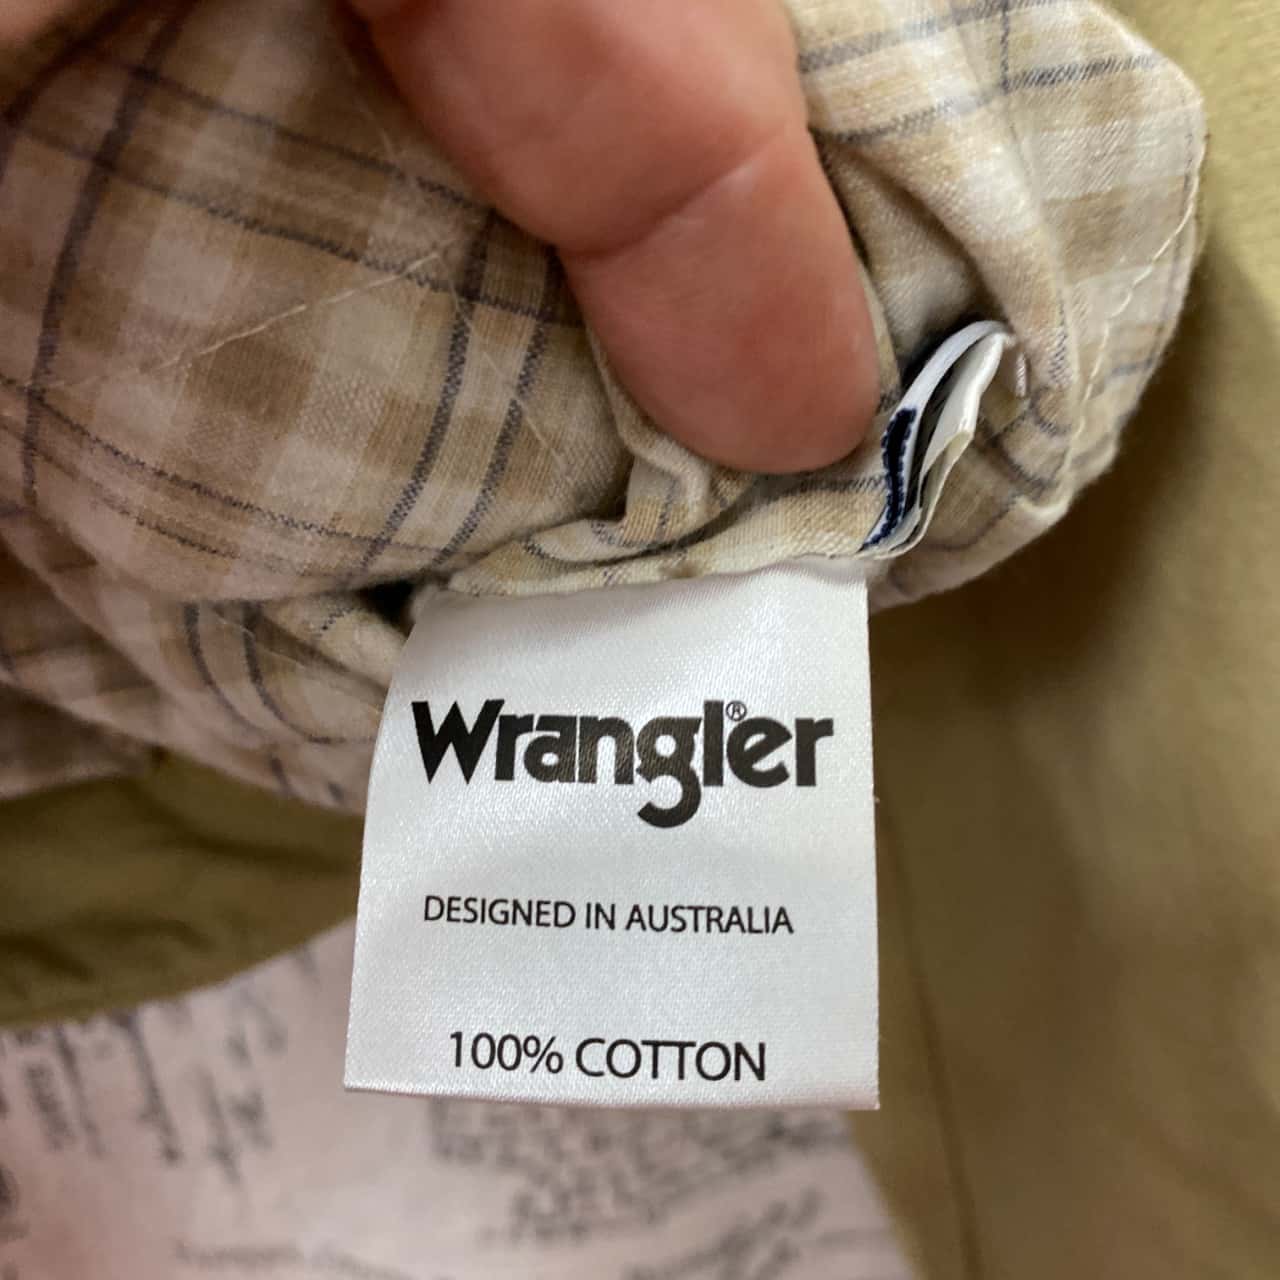 Wrangler®
DESIGNED IN AUSTRALIA
100% COTTON